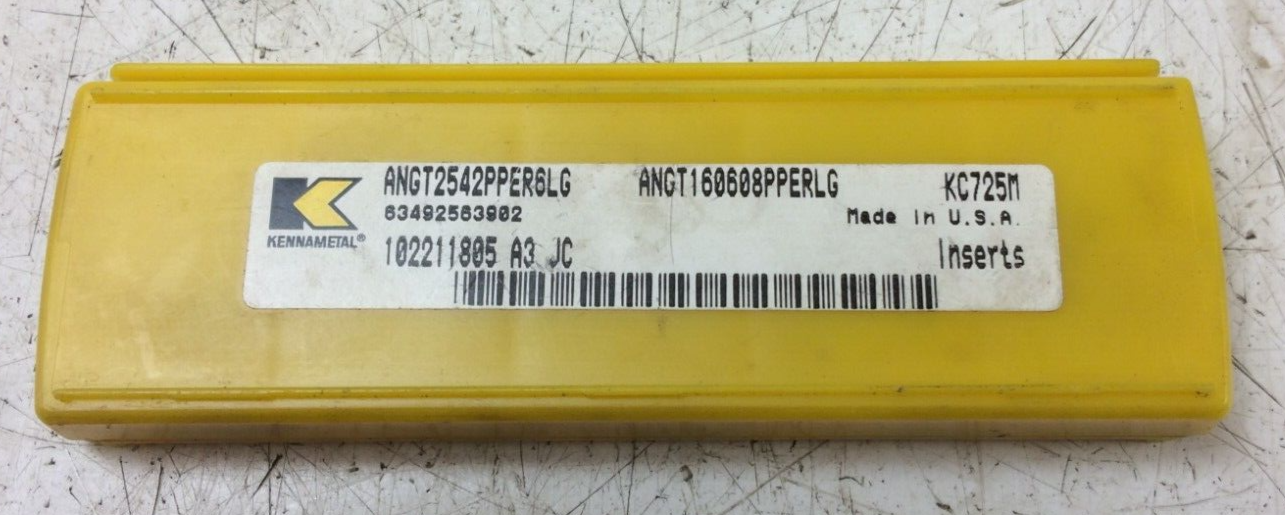 ANGT2542PPER6LG ANGT160608PPERLG KC725M
63492563902 Made In U.S.A.
KENNAMETAL®
102211805 A3 JC Inserts